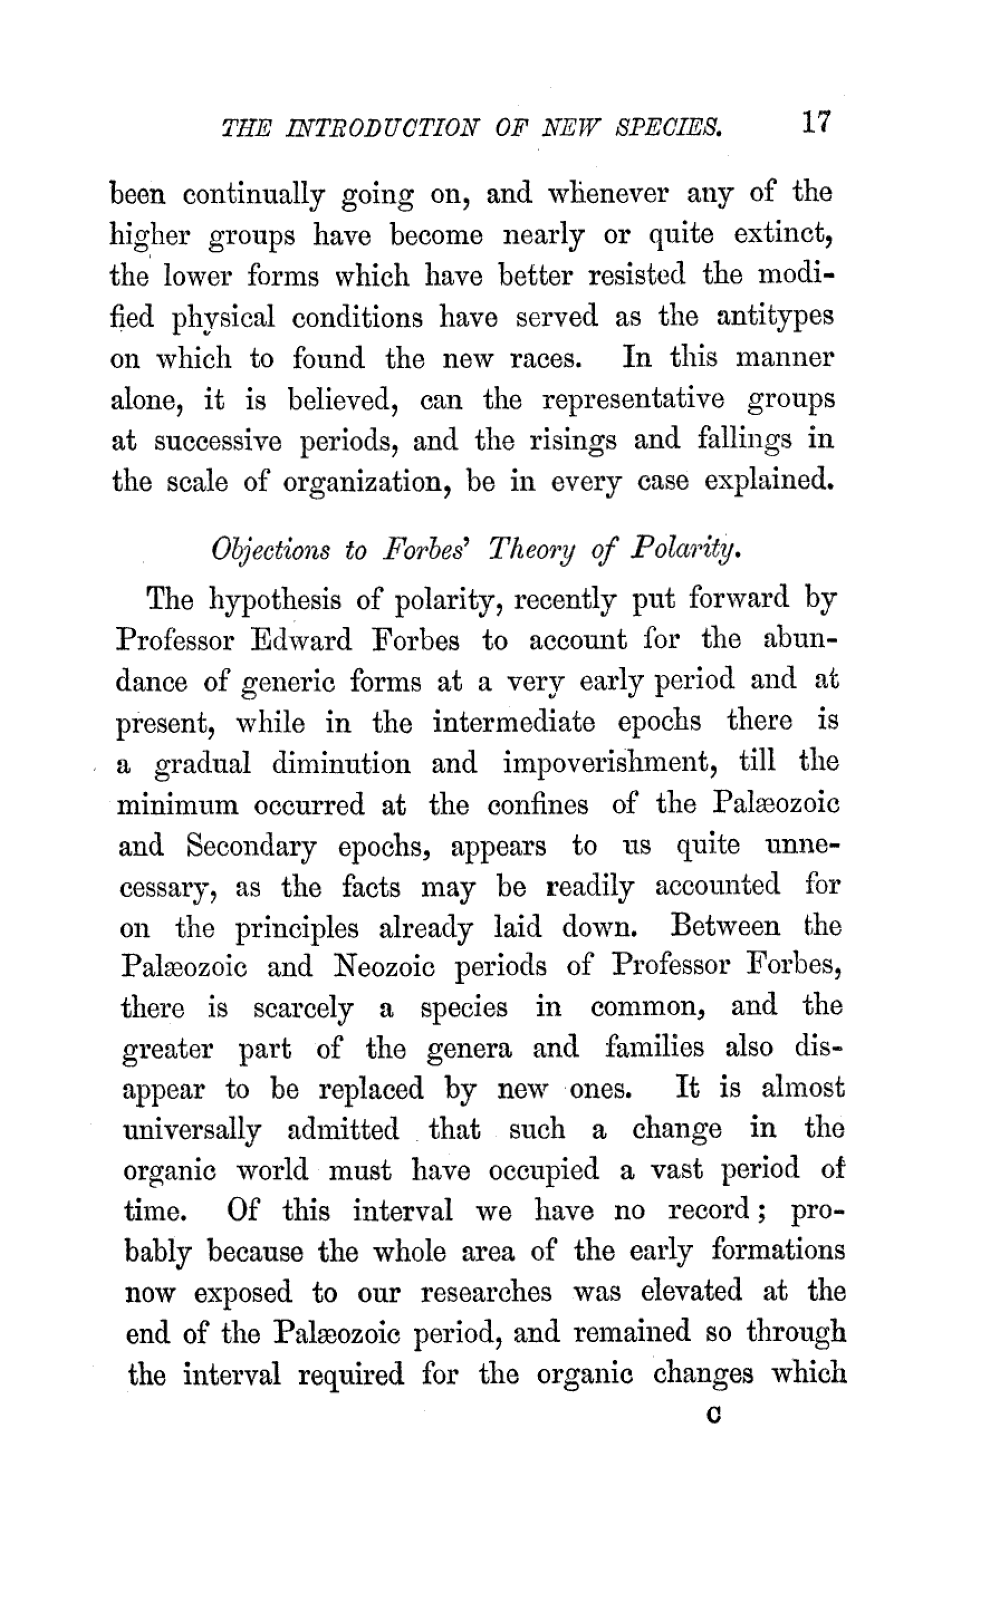 THE INTRODUCTION OF NEW SPECIES. 17
been continually going on, and whenever any of the
higher groups have become nearly or quite extinct,
the lower forms which have better resisted the modi-
fied physical conditions have served as the antitypes
on which to found the new races. In this manner
alone, it is believed, can the representative groups
at successive periods, and the risings and fallings in
the scale of organization, be in every case explained.
Objections to Forbes' Theory of Polarity.
The hypothesis of polarity, recently put forward by
Professor Edward Forbes to account for the abun-
dance of generic forms at a very early period and at
present, while in the intermediate epochs there is
a gradual diminution and impoverishment, till the
minimum occurred at the confines of the Palæozoic
and Secondary epochs, appears to us quite unne-
cessary, as the facts may be readily accounted for
on the principles already laid down. Between the
Palæozoic and Neozoic periods of Professor Forbes,
there is scarcely a species in common, and the
greater part of the genera and families also dis-
appear to be replaced by new ones. It is almost
universally admitted that such a change in the
organic world must have occupied a vast period of
time. Of this interval we have no record; pro-
bably because the whole area of the early formations
now exposed to our researches was elevated at the
end of the Palæozoic period, and remained so through
the interval required for the organic changes which
C